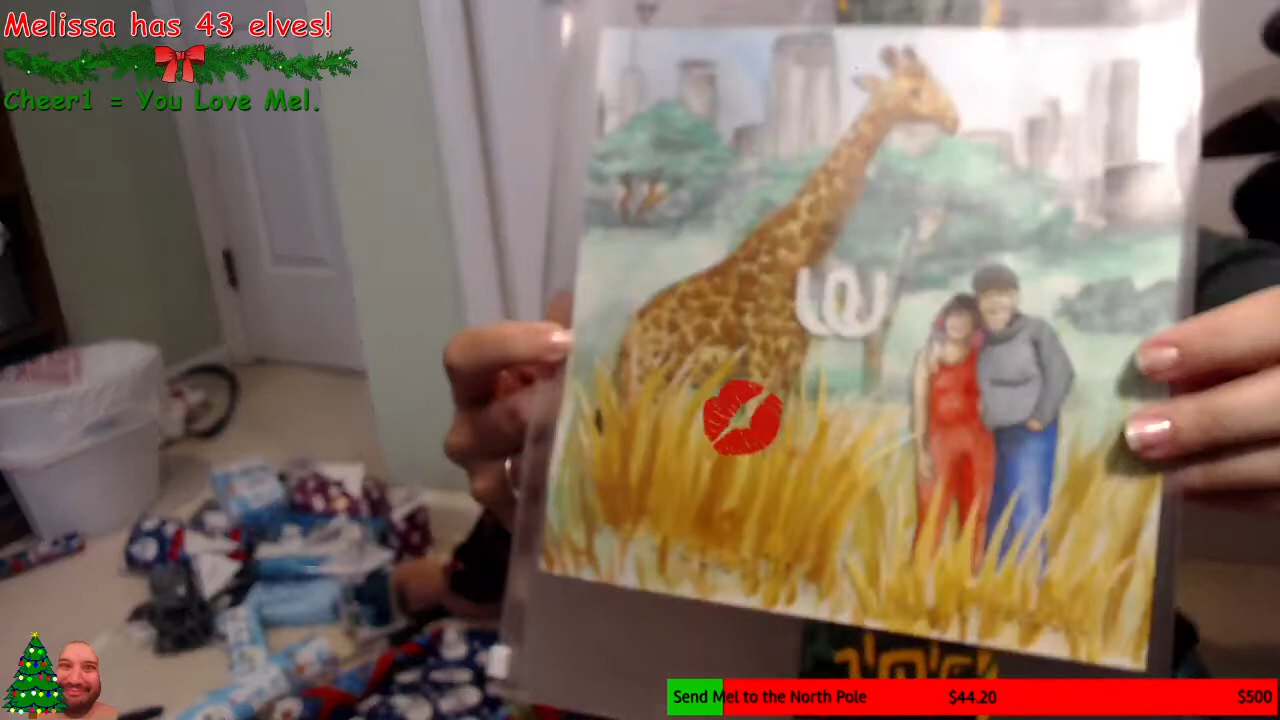 Melissa has 43 elves!
Cheer1 = You Love Mel.
Send Mel to the North Pole $44.20 $500